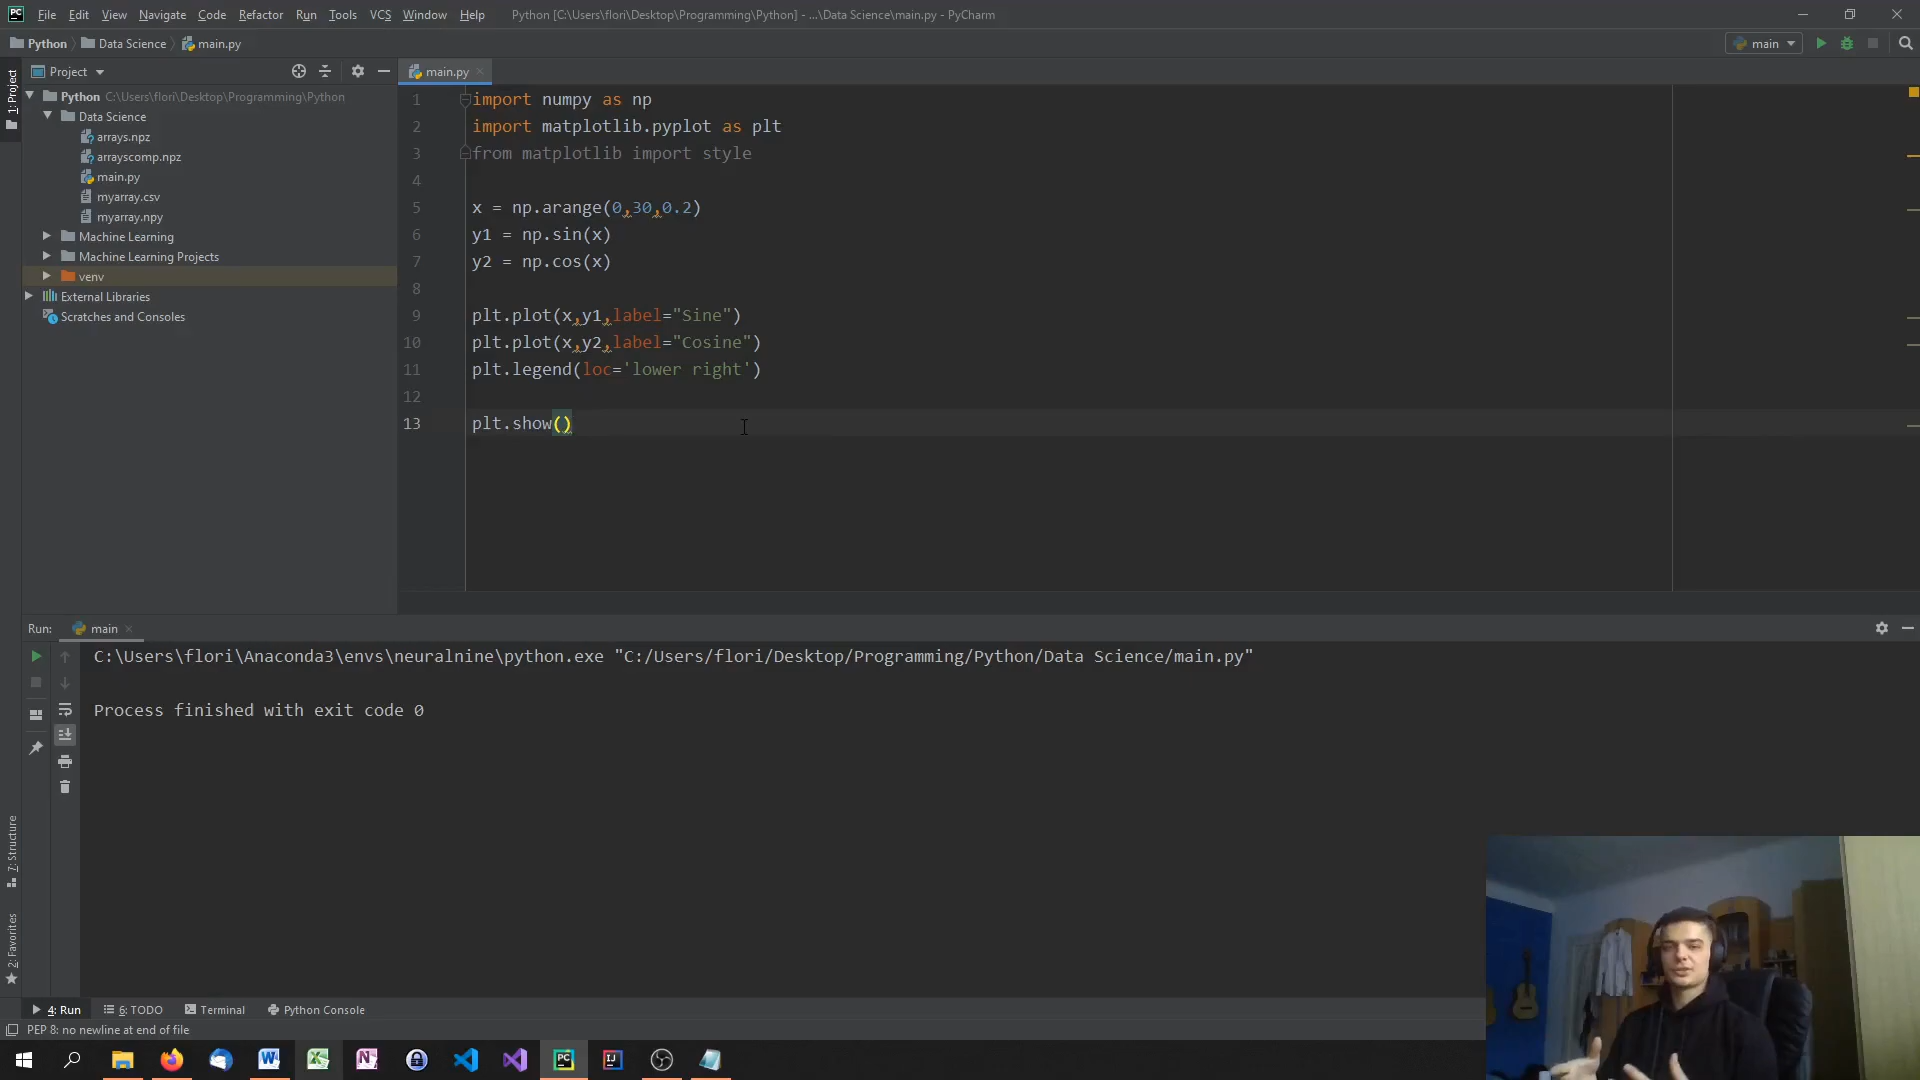 PC File Edit View Navigate Code Refactor Run Tools VCS Window Help Python [C:\Users\flori\Desktop\Programming\Python] - ...\Data Science\main.py - PyCharm
Python Data Science main.py main
Project main.py
1: Project
Python C:\Users\flori\Desktop\Programming\Python
Data Science
arrays.npz
arrayscomp.npz
main.py
myarray.csv
myarray.npy
Machine Learning
Machine Learning Projects
venv
External Libraries
Scratches and Consoles
1 import numpy as np
2 import matplotlib.pyplot as plt
3 from matplotlib import style
4
5 x = np.arange(0,30,0.2)
6 y1 = np.sin(x)
7 y2 = np.cos(x)
8
9 plt.plot(x,y1,label="Sine")
10 plt.plot(x,y2,label="Cosine")
11 plt.legend(loc='lower right')
12
13 plt.show()
Run: main
C:\Users\flori\Anaconda3\envs\neuralnine\python.exe "C:/Users/flori/Desktop/Programming/Python/Data Science/main.py"
Process finished with exit code 0
7: Structure
2: Favorites
4: Run 6: TODO Terminal Python Console
PEP 8: no newline at end of file